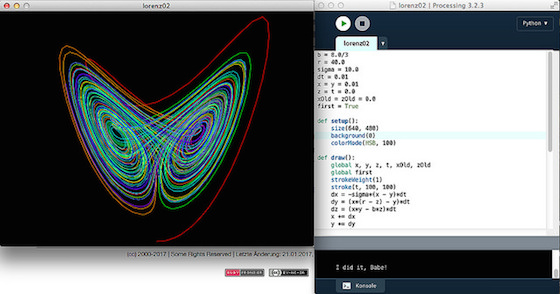 lorenz02
lorenz02 | Processing 3.2.3
Python
lorenz02
b = 8.0/3
r = 40.0
sigma = 10.0
dt = 0.01
x = y = 0.01
z = t = 0.0
xOld = zOld = 0.0
first = True
def setup():
size(640, 480)
background(0)
colorMode(HSB, 100)
def draw():
global x, y, z, t, xOld, zOld
global first
strokeWeight(1)
stroke(t, 100, 100)
dx = -sigma*(x - y)*dt
dy = (x*(r - z) - y)*dt
dz = (x*y - b*z)*dt
x += dx
y += dy
(cc) 2000-2017 | Some Rights Reserved | Letzte Änderung: 21.01.2017,
I did it, Babe!
Konsole